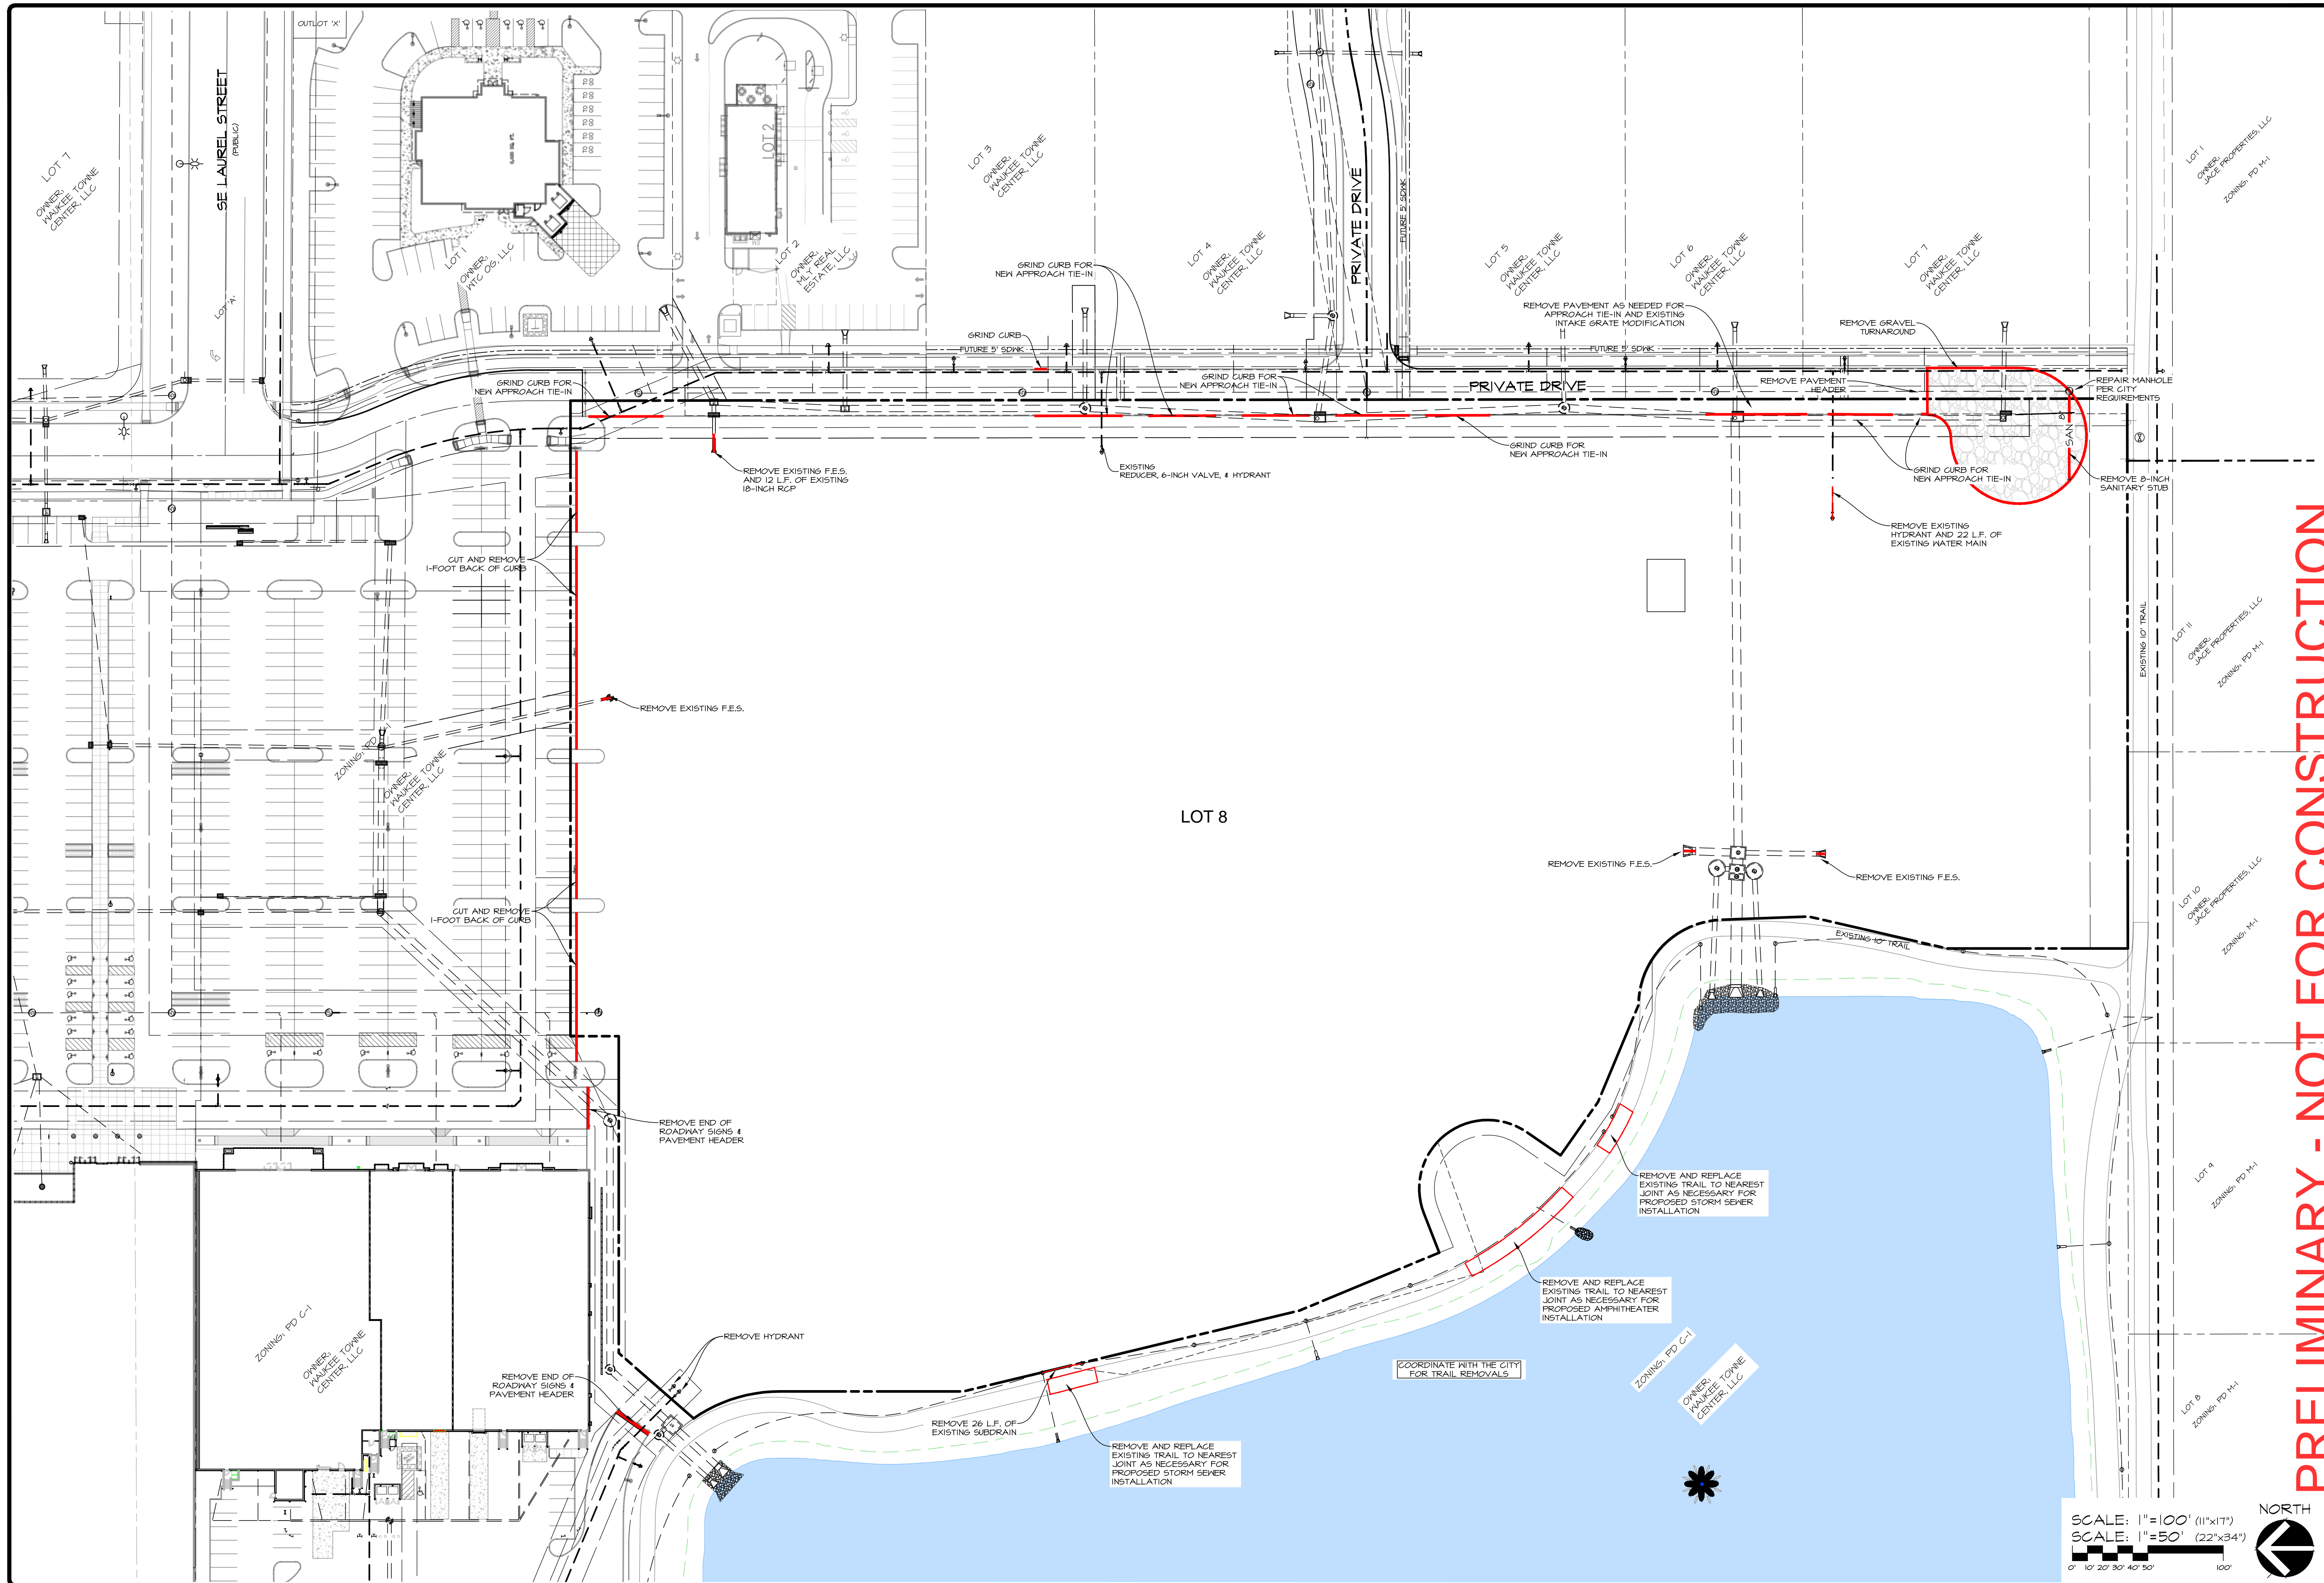 OUTLOT 'X'
SE LAUREL STREET
(PUBLIC)
LOT 7
OWNER:
WAUKEE TOWNE
CENTER, LLC
LOT 'A'
LOT 1
OWNER:
WTC OG, LLC
LOT 2
LOT 2
OWNER:
MLY REAL
ESTATE, LLC
LOT 3
OWNER:
WAUKEE TOWNE
CENTER, LLC
LOT 4
OWNER:
WAUKEE TOWNE
CENTER, LLC
PRIVATE DRIVE
FUTURE 5' SDWK
LOT 5
OWNER:
WAUKEE TOWNE
CENTER, LLC
LOT 6
OWNER:
WAUKEE TOWNE
CENTER, LLC
LOT 7
OWNER:
WAUKEE TOWNE
CENTER, LLC
LOT 1
OWNER:
JACE PROPERTIES, LLC
ZONING: PD M-1
GRIND CURB FOR
NEW APPROACH TIE-IN
GRIND CURB
FUTURE 5' SDWK
GRIND CURB FOR
NEW APPROACH TIE-IN
GRIND CURB FOR
NEW APPROACH TIE-IN
PRIVATE DRIVE
REMOVE PAVEMENT AS NEEDED FOR
APPROACH TIE-IN AND EXISTING
INTAKE GRATE MODIFICATION
FUTURE 5' SDWK
REMOVE GRAVEL
TURNAROUND
REMOVE PAVEMENT
HEADER
REPAIR MANHOLE
PER CITY
REQUIREMENTS
SAN 8"
REMOVE EXISTING F.E.S.
AND 12 L.F. OF EXISTING
18-INCH RCP
EXISTING
REDUCER, 6-INCH VALVE, & HYDRANT
GRIND CURB FOR
NEW APPROACH TIE-IN
GRIND CURB FOR
NEW APPROACH TIE-IN
REMOVE 8-INCH
SANITARY STUB
REMOVE EXISTING
HYDRANT AND 22 L.F. OF
EXISTING WATER MAIN
CUT AND REMOVE
1-FOOT BACK OF CURB
EXISTING 10' TRAIL
LOT 11
OWNER:
JACE PROPERTIES, LLC
ZONING: PD M-1
REMOVE EXISTING F.E.S.
ZONING: PD
OWNER:
WAUKEE TOWNE
CENTER, LLC
LOT 8
REMOVE EXISTING F.E.S.
REMOVE EXISTING F.E.S.
CUT AND REMOVE
1-FOOT BACK OF CURB
EXISTING 10' TRAIL
LOT 10
OWNER:
JACE PROPERTIES, LLC
ZONING: M-1
REMOVE END OF
ROADWAY SIGNS &
PAVEMENT HEADER
REMOVE AND REPLACE
EXISTING TRAIL TO NEAREST
JOINT AS NECESSARY FOR
PROPOSED STORM SEWER
INSTALLATION
LOT 9
ZONING: PD M-1
REMOVE AND REPLACE
EXISTING TRAIL TO NEAREST
JOINT AS NECESSARY FOR
PROPOSED AMPHITHEATER
INSTALLATION
ZONING: PD C-1
OWNER:
WAUKEE TOWNE
CENTER, LLC
REMOVE HYDRANT
REMOVE END OF
ROADWAY SIGNS &
PAVEMENT HEADER
COORDINATE WITH THE CITY
FOR TRAIL REMOVALS
ZONING: PD C-1
OWNER:
WAUKEE TOWNE
CENTER, LLC
LOT 8
ZONING: PD M-1
REMOVE 26 L.F. OF
EXISTING SUBDRAIN
REMOVE AND REPLACE
EXISTING TRAIL TO NEAREST
JOINT AS NECESSARY FOR
PROPOSED STORM SEWER
INSTALLATION
PRELIMINARY - NOT FOR CONSTRUCTION
SCALE: 1"=100' (11"x17")
SCALE: 1"=50' (22"x34")
0' 10' 20' 30' 40' 50' 100'
NORTH